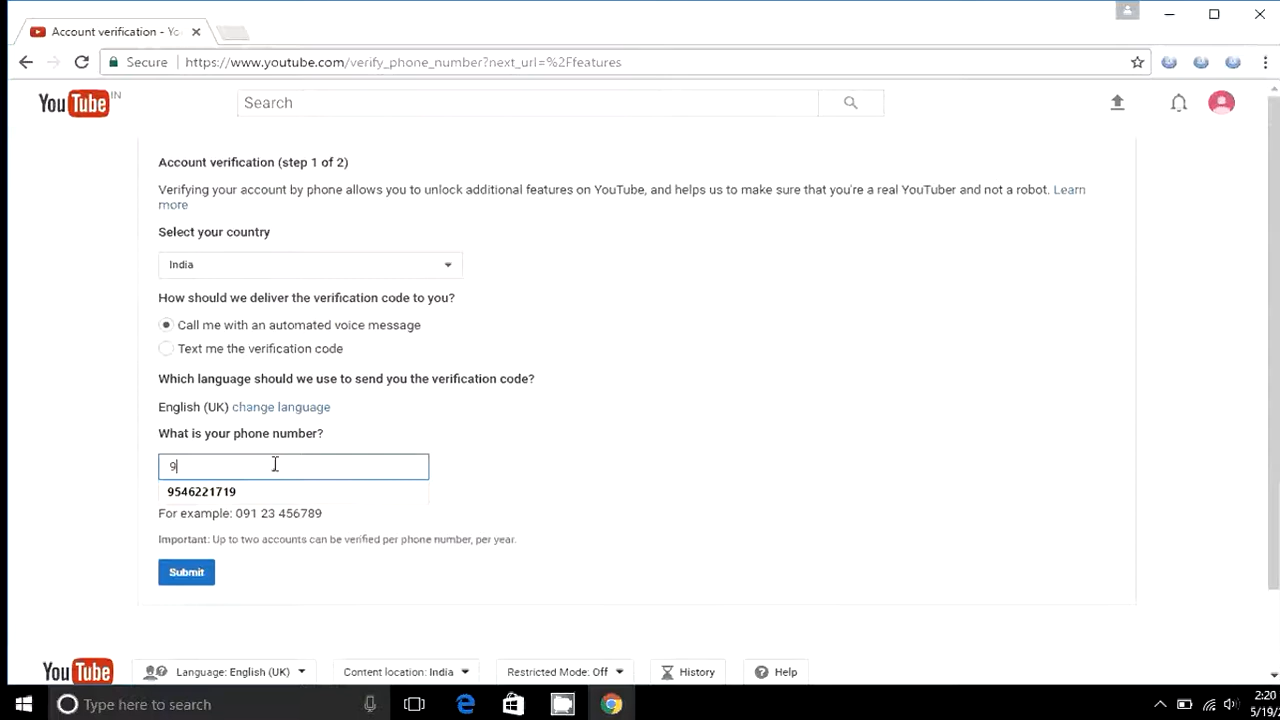 Account verification - Yo
Secure https://www.youtube.com/verify_phone_number?next_url=%2Ffeatures
YouTube IN
Search
Account verification (step 1 of 2)
Verifying your account by phone allows you to unlock additional features on YouTube, and helps us to make sure that you're a real YouTuber and not a robot. Learn
more
Select your country
India
How should we deliver the verification code to you?
Call me with an automated voice message
Text me the verification code
Which language should we use to send you the verification code?
English (UK) change language
What is your phone number?
9
9546221719
For example: 091 23 456789
Important: Up to two accounts can be verified per phone number, per year.
Submit
YouTube Language: English (UK) Content location: India Restricted Mode: Off History Help
Type here to search
2:20
5/19/2